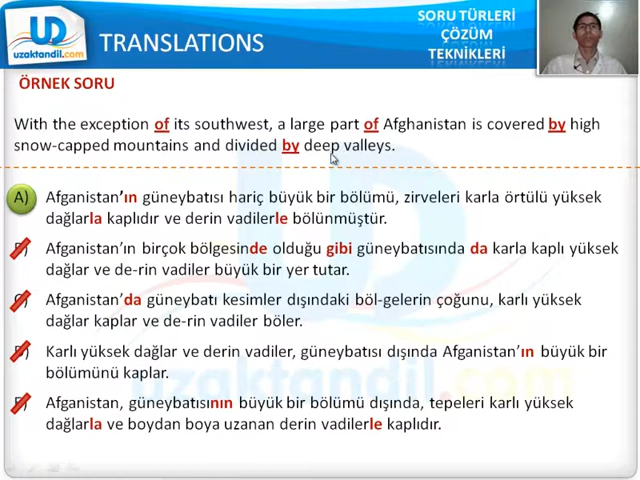 uzaktandil.com
TRANSLATIONS
SORU TÜRLERİ
ÇÖZÜM
TEKNİKLERİ
ÖRNEK SORU
With the exception of its southwest, a large part of Afghanistan is covered by high
snow-capped mountains and divided by deep valleys.
A) Afganistan'ın güneybatısı hariç büyük bir bölümü, zirveleri karla örtülü yüksek
dağlarla kaplıdır ve derin vadilerle bölünmüştür.
B) Afganistan'ın birçok bölgesinde olduğu gibi güneybatısında da karla kaplı yüksek
dağlar ve de-rin vadiler büyük bir yer tutar.
C) Afganistan'da güneybatı kesimler dışındaki böl-gelerin çoğunu, karlı yüksek
dağlar kaplar ve de-rin vadiler böler.
D) Karlı yüksek dağlar ve derin vadiler, güneybatısı dışında Afganistan'ın büyük bir
bölümünü kaplar.
E) Afganistan, güneybatısının büyük bir bölümü dışında, tepeleri karlı yüksek
dağlarla ve boydan boya uzanan derin vadilerle kaplıdır.
uzaktandil.com